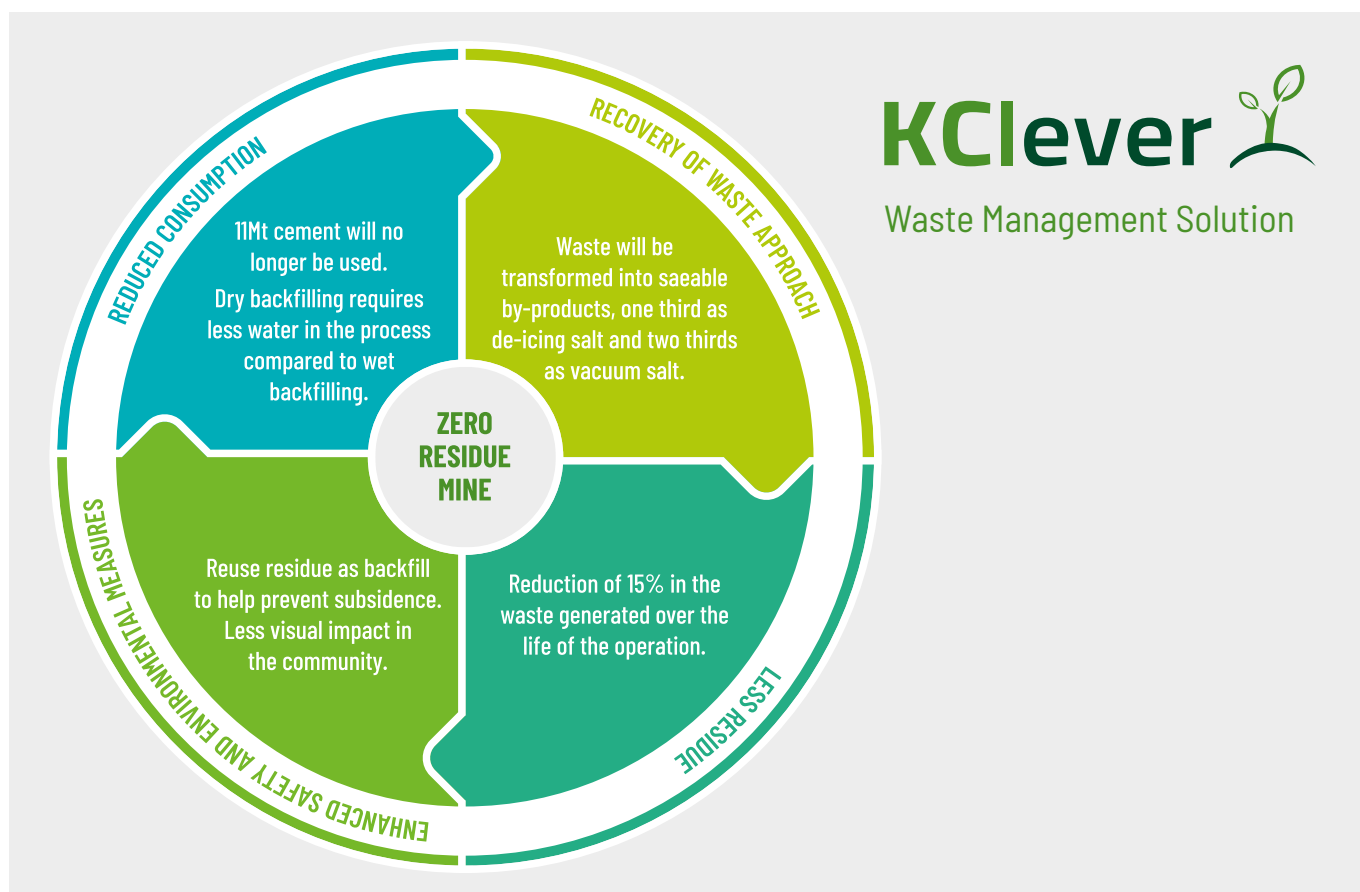 KClever
Waste Management Solution
REDUCED CONSUMPTION
11Mt cement will no
longer be used.
Dry backfilling requires
less water in the process
compared to wet
backfilling.
RECOVERY OF WASTE APPROACH
Waste will be
transformed into saeable
by-products, one third as
de-icing salt and two thirds
as vacuum salt.
ZERO
RESIDUE
MINE
ENHANCED SAFETY AND ENVIRONMENTAL MEASURES
Reuse residue as backfill
to help prevent subsidence.
Less visual impact in
the community.
Reduction of 15% in the
waste generated over the
life of the operation.
LESS RESIDUE